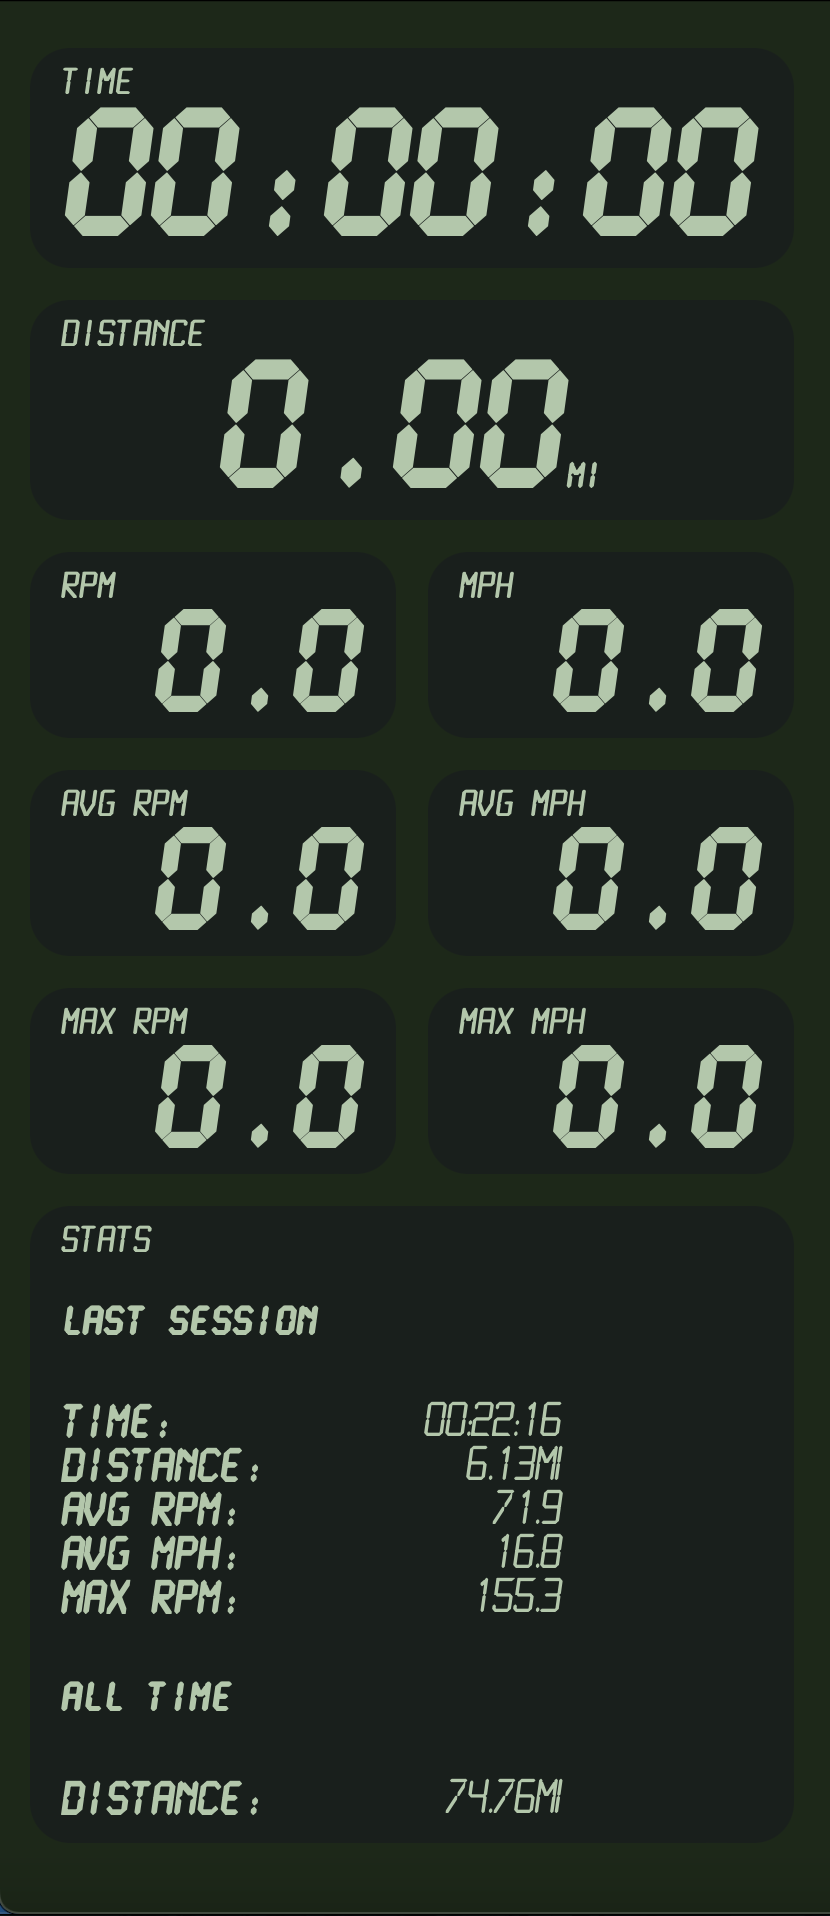 TIME
00:00:00
DISTANCE
0.00MI
RPM
0.0
MPH
0.0
AVG RPM
0.0
AVG MPH
0.0
MAX RPM
0.0
MAX MPH
0.0
STATS
LAST SESSION
TIME: 00:22:16
DISTANCE: 6.13MI
AVG RPM: 71.9
AVG MPH: 16.8
MAX RPM: 155.3
ALL TIME
DISTANCE: 74.76MI